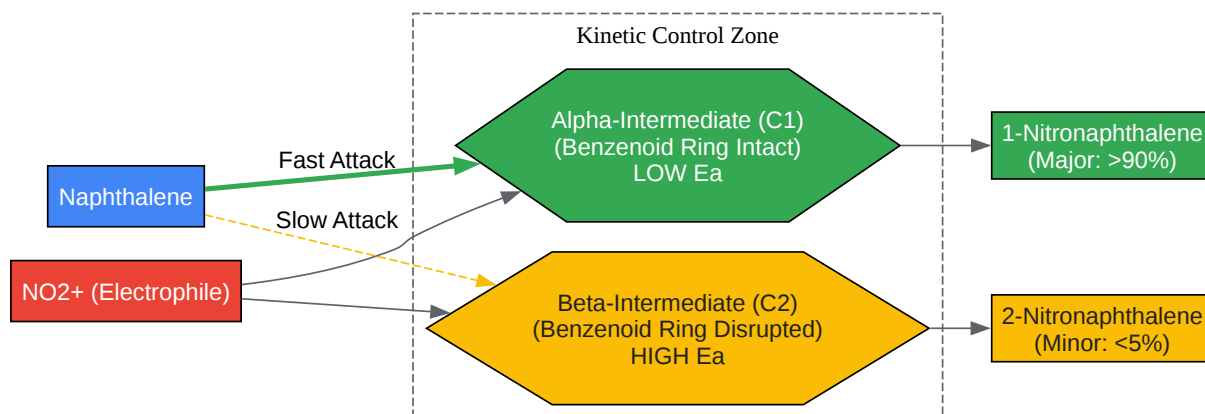 Kinetic Control Zone
Naphthalene
NO2+ (Electrophile)
Fast Attack
Slow Attack
Alpha-Intermediate (C1)
(Benzenoid Ring Intact)
LOW Ea
Beta-Intermediate (C2)
(Benzenoid Ring Disrupted)
HIGH Ea
1-Nitronaphthalene
(Major: >90%)
2-Nitronaphthalene
(Minor: <5%)